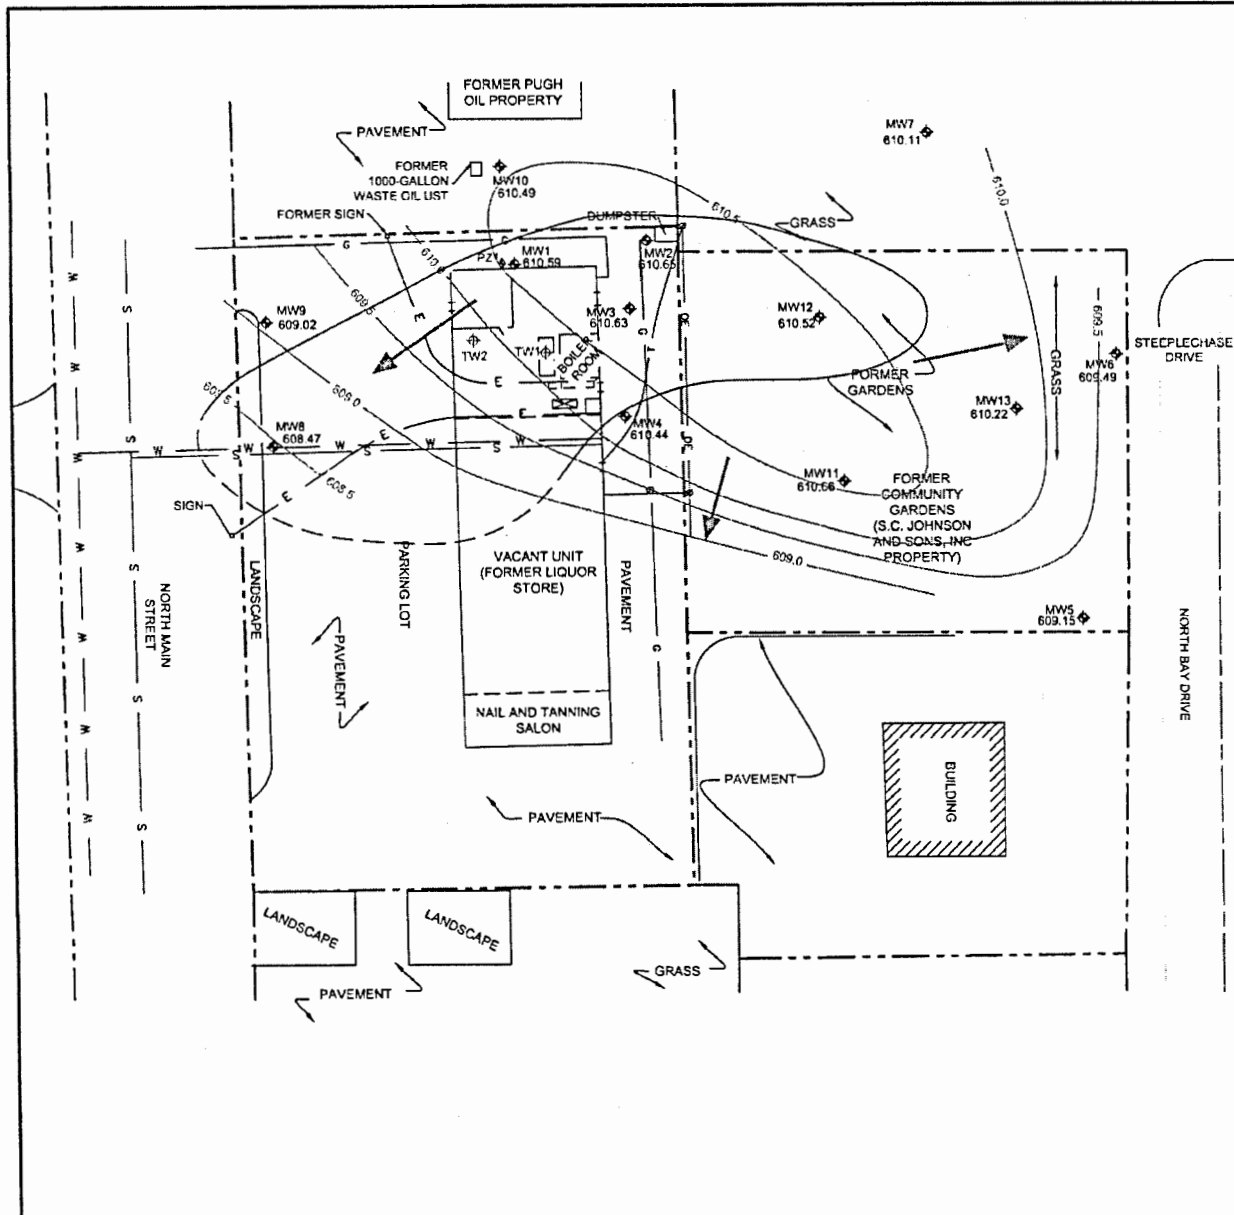 FORMER PUGH
OIL PROPERTY
PAVEMENT
MW7
610.11
FORMER
1000-GALLON
WASTE OIL UST
MW10
610.49
610.0
FORMER SIGN
DUMPSTER
610.5
GRASS
G
G
610.0
PZ1
MW1
610.59
MW2
610.65
609.5
609.5
MW9
609.02
E
MW3
610.63
G
T
OE
MW12
610.52
GRASS
STEEPLECHASE
DRIVE
MW6
609.49
TW2
TW1
BOILER
ROOM
FORMER
GARDENS
MW13
610.22
E
609.0
E
MW4
610.44
OE
MW8
608.47
E
W
S
W
S
W
S
W
S
W
608.5
MW11
610.66
FORMER
COMMUNITY
GARDENS
(S.C. JOHNSON
AND SONS, INC
PROPERTY)
SIGN
E
609.0
NORTH MAIN
STREET
LANDSCAPE
PARKING LOT
VACANT UNIT
(FORMER LIQUOR
STORE)
PAVEMENT
MW5
609.15
NORTH BAY DRIVE
PAVEMENT
G
NAIL AND TANNING
SALON
PAVEMENT
BUILDING
PAVEMENT
W
W
W
W
W
W
W
S
S
S
S
S
S
LANDSCAPE
LANDSCAPE
GRASS
PAVEMENT